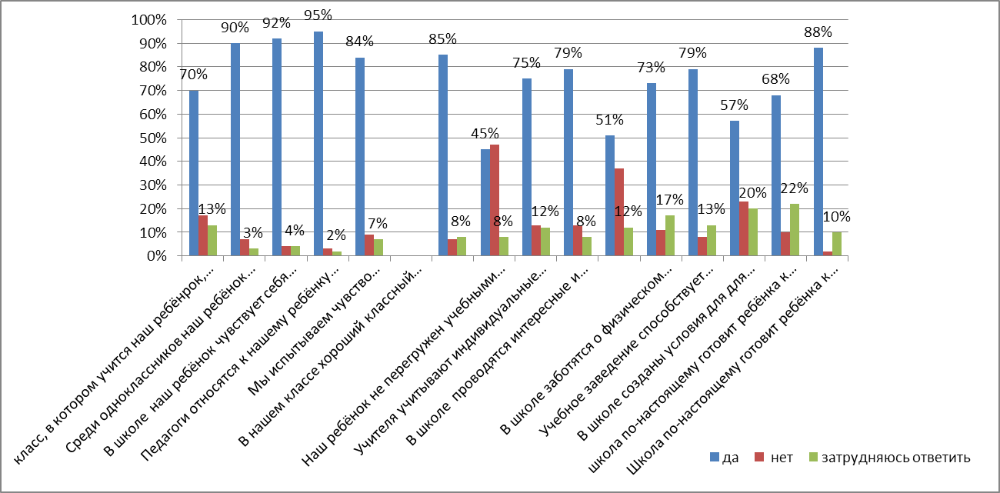 100%
90%
80%
70%
60%
50%
40%
30%
20%
10%
0%
70%
90%
92%
95%
84%
85%
45%
75%
79%
51%
73%
79%
57%
68%
88%
13%
3%
4%
2%
7%
8%
8%
12%
8%
12%
17%
13%
20%
22%
10%
класс, в котором учится наш ребёнрок,...
Среди одноклассников наш ребёнок...
В школе наш ребёнок чувствует себя...
Педагоги относятся к нашему ребёнку...
Мы испытываем чувство...
В нашем классе хороший классный...
Наш ребёнок не перегружен учебными...
Учителя учитывают индивидуальные...
В школе проводятся интересные и...
В школе заботятся о физическом...
Учебное заведение способствует...
В школе созданы условия для для...
школа по-настоящему готовит ребёнка к...
Школа по-настоящему готовит ребёнка к...
да
нет
затрудняюсь ответить